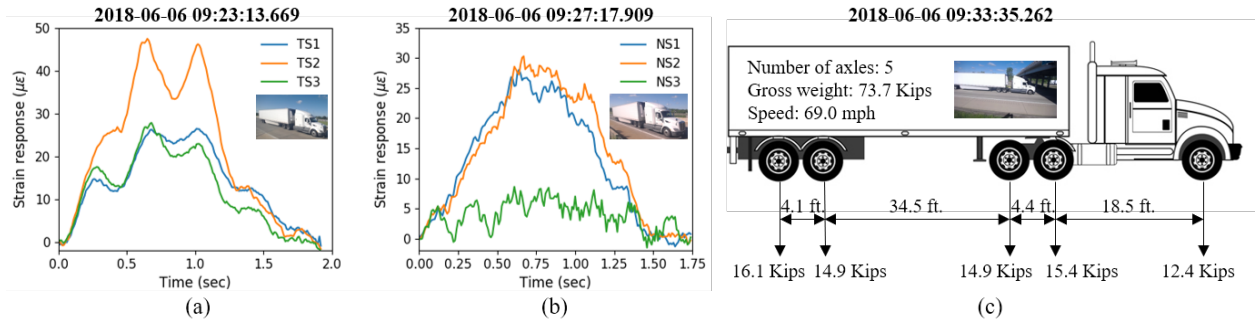 2018-06-06 09:23:13.669
50
40
30
20
10
0
Strain response (με)
TS1
TS2
TS3
0.0 0.5 1.0 1.5 2.0
Time (sec)
(a)
2018-06-06 09:27:17.909
35
30
25
20
15
10
5
0
Strain response (με)
NS1
NS2
NS3
0.00 0.25 0.50 0.75 1.00 1.25 1.50 1.75
Time (sec)
(b)
2018-06-06 09:33:35.262
Number of axles: 5
Gross weight: 73.7 Kips
Speed: 69.0 mph
4.1 ft. 34.5 ft. 4.4 ft. 18.5 ft.
16.1 Kips 14.9 Kips 14.9 Kips 15.4 Kips 12.4 Kips
(c)